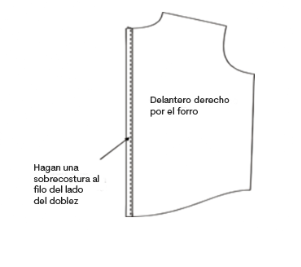 Delantero derecho
por el forro
Hagan una
sobrecostura al
filo del lado
del doblez